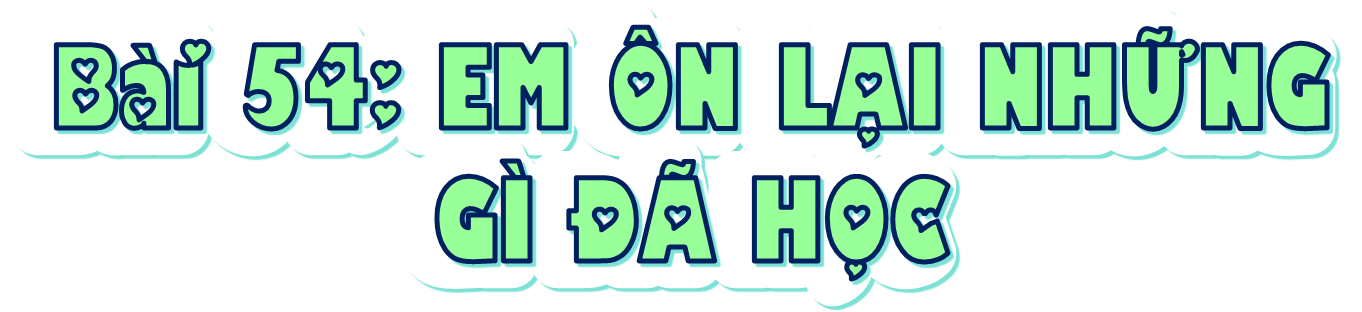 Bài 54: EM ÔN LẠI NHỮNG
GÌ ĐÃ HỌC